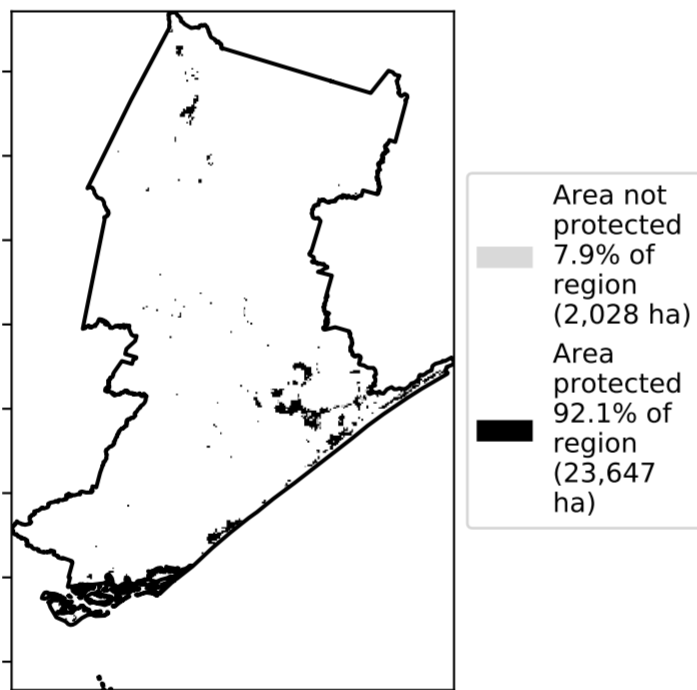 Area not
protected
7.9% of
region
(2,028 ha)
Area
protected
92.1% of
region
(23,647
ha)